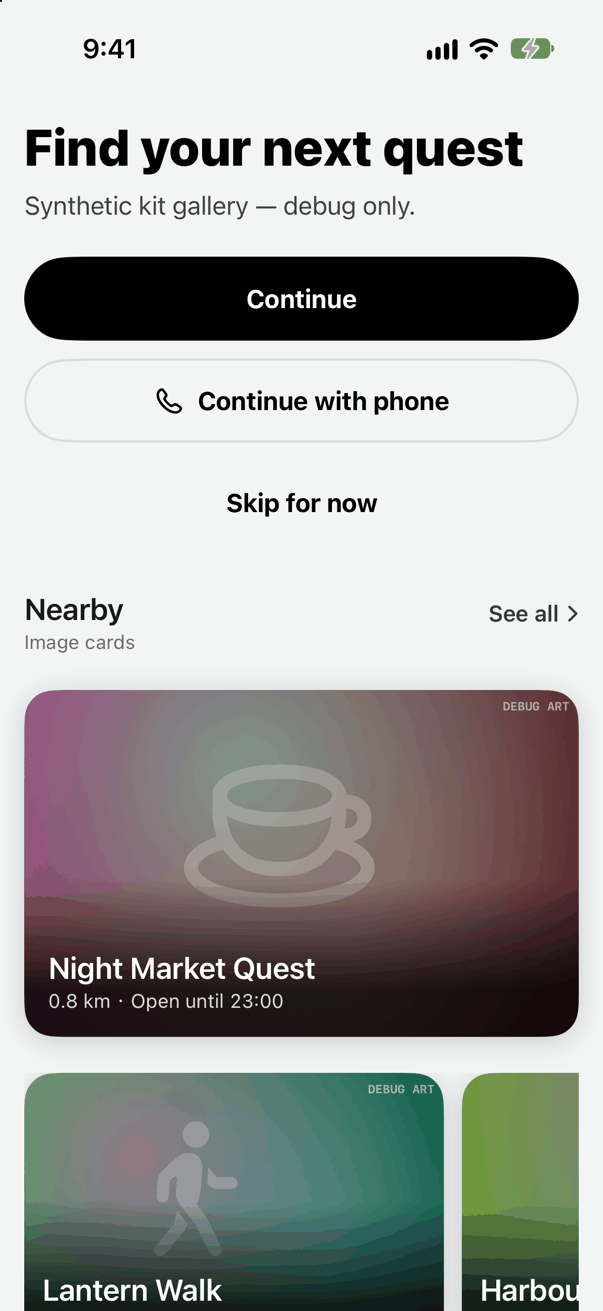 9:41
Find your next quest
Synthetic kit gallery — debug only.
Continue
Continue with phone
Skip for now
Nearby
See all
Image cards
DEBUG ART
Night Market Quest
0.8 km · Open until 23:00
DEBUG ART
Lantern Walk
Harbou